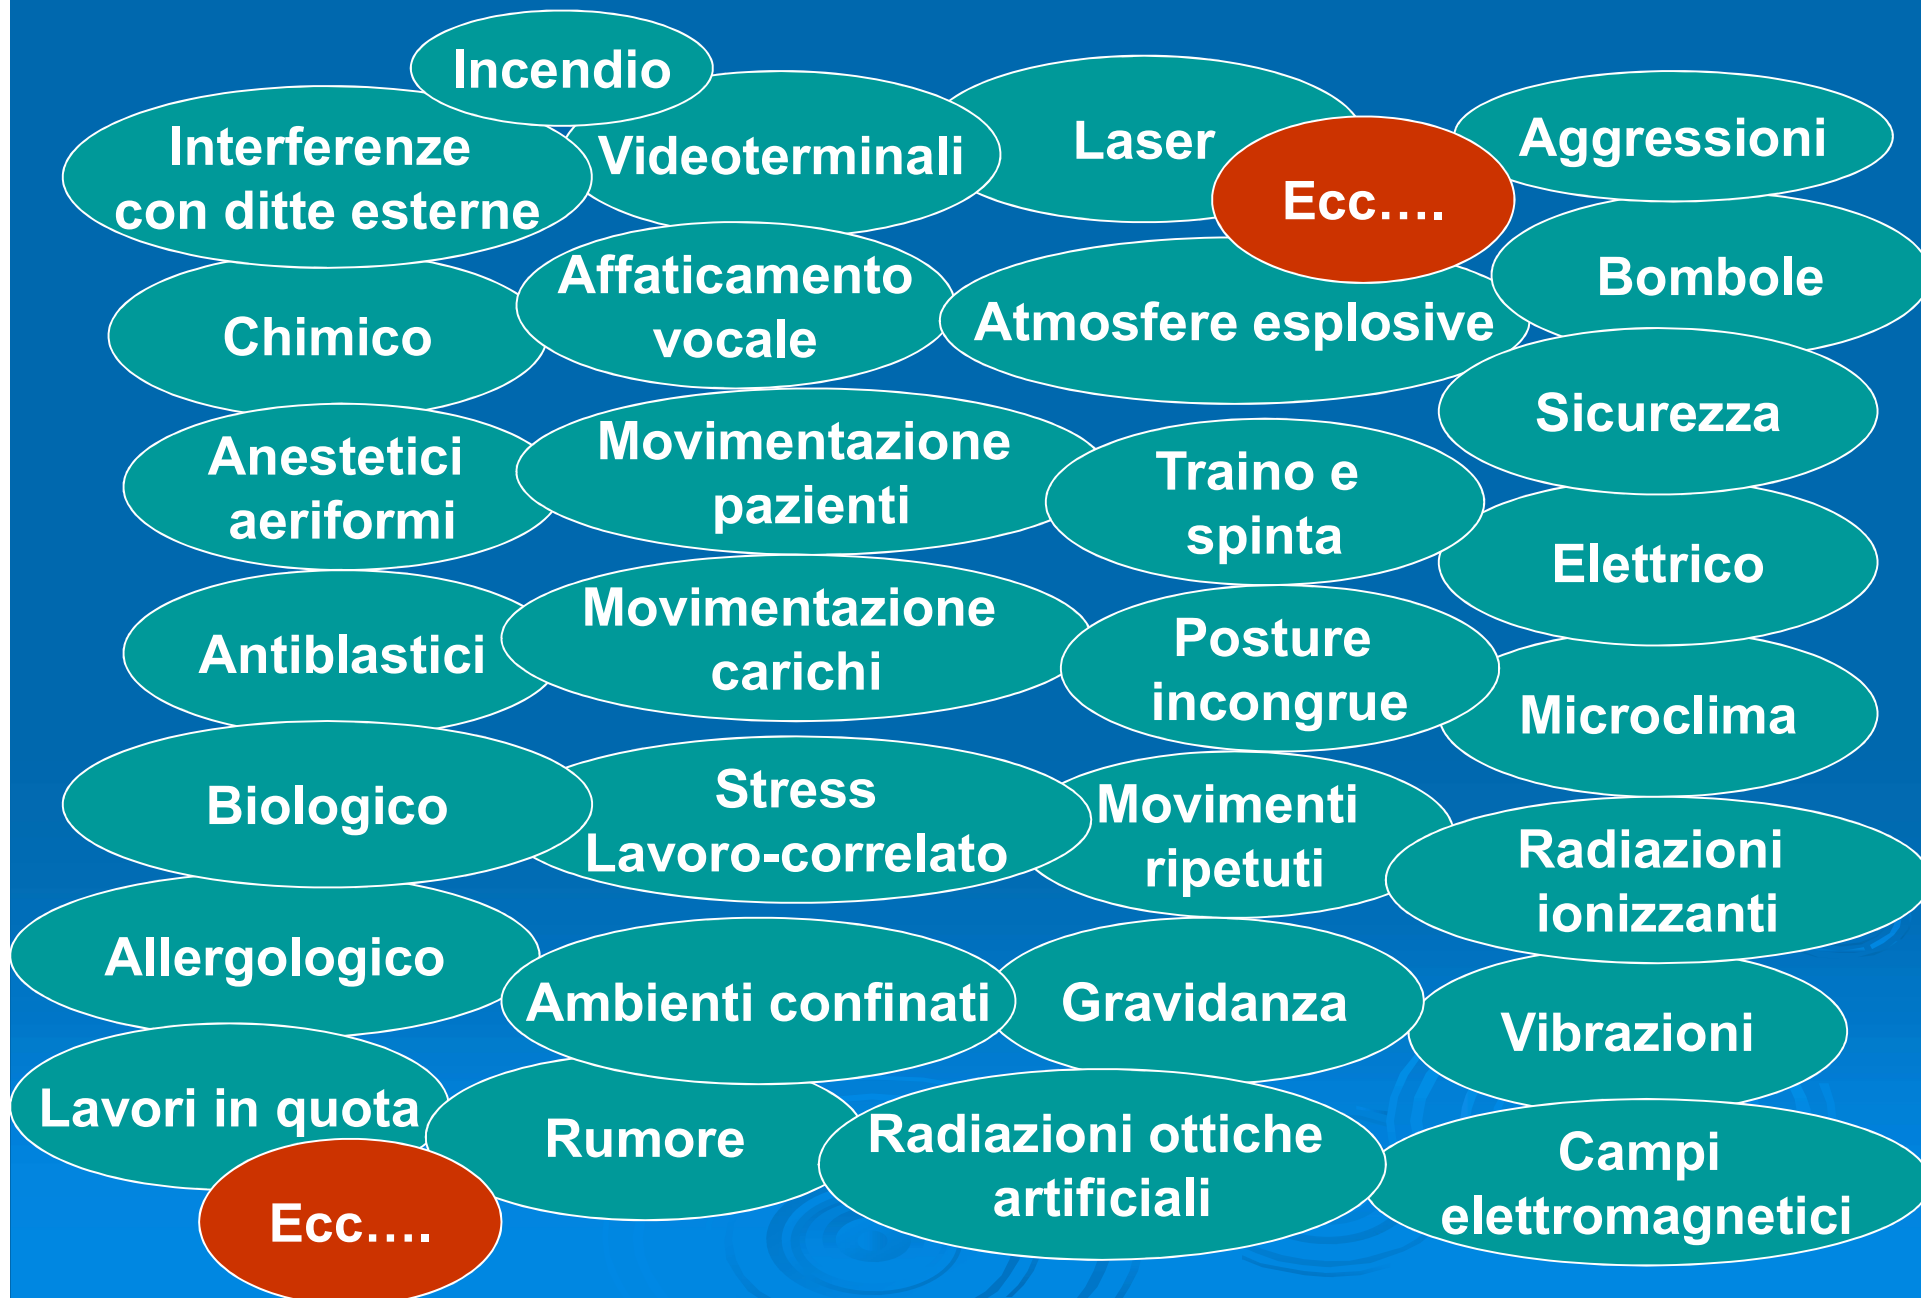 Incendio
Interferenze
con ditte esterne
Videoterminali
Laser
Ecc….
Aggressioni
Chimico
Affaticamento
vocale
Atmosfere esplosive
Bombole
Sicurezza
Anestetici
aeriformi
Movimentazione
pazienti
Traino e
spinta
Elettrico
Antiblastici
Movimentazione
carichi
Posture
incongrue
Microclima
Biologico
Stress
Lavoro-correlato
Movimenti
ripetuti
Radiazioni
ionizzanti
Allergologico
Ambienti confinati
Gravidanza
Vibrazioni
Lavori in quota
Rumore
Radiazioni ottiche
artificiali
Campi
elettromagnetici
Ecc….